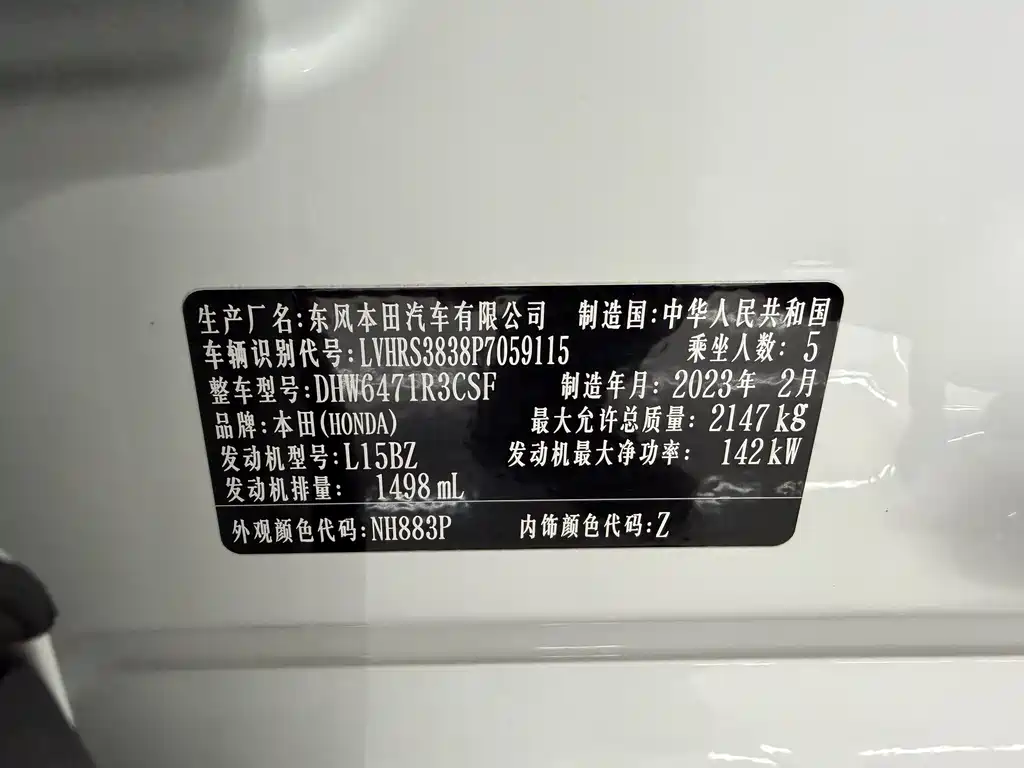 生产厂名:东风本田汽车有限公司 制造国:中华人民共和国
车辆识别代号:LVHRS3838P7059115 乘坐人数: 5
整车型号:DHW6471R3CSF 制造年月: 2023年 2月
品牌:本田(HONDA) 最大允许总质量: 2147 kg
发动机型号:L15BZ 发动机最大净功率: 142 kW
发动机排量: 1498 mL
外观颜色代码:NH883P 内饰颜色代码:Z